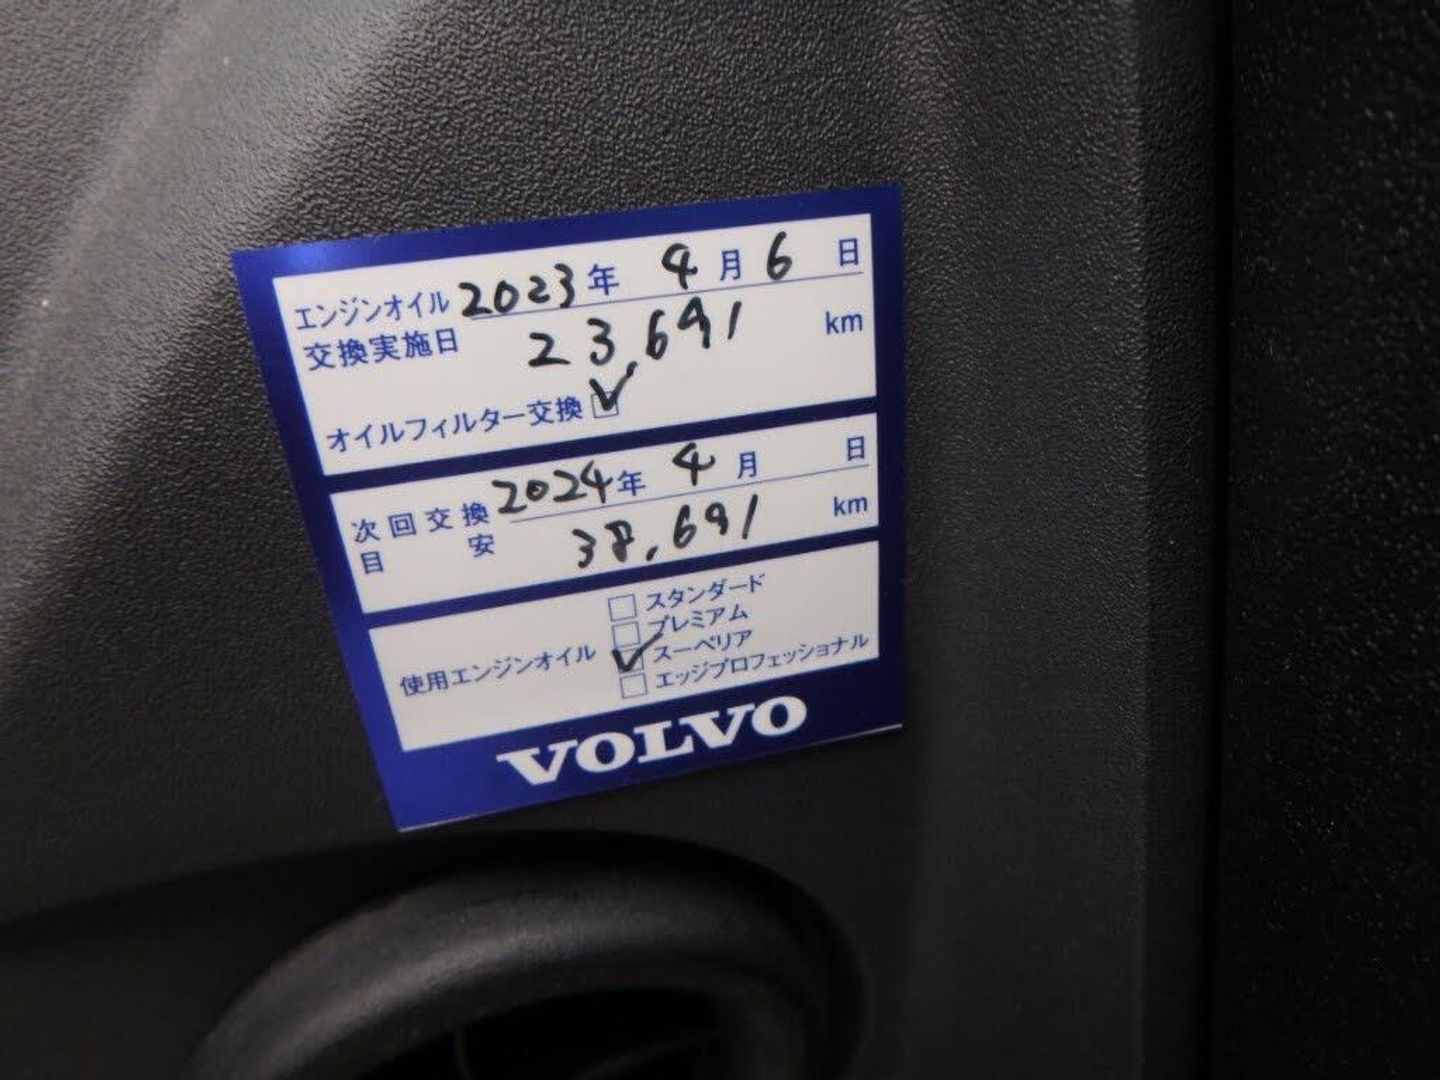 エンジンオイル 2023年 4月6日
交換実施日 23,691 km
オイルフィルター交換 ☑
次回交換 2024年 4月 日
目安 38,691 km
□ スタンダード
□ プレミアム
使用エンジンオイル ☑ スーペリア
□ エッジプロフェッショナル
VOLVO